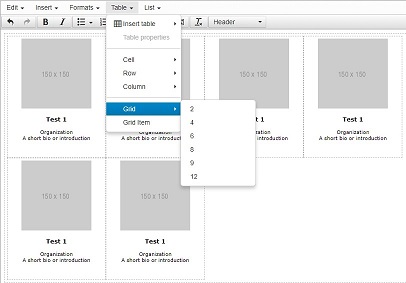 Edit Insert Formats Table List
Insert table Header
Table properties
150 x 150 150 x 150 150 x 150
Cell
Row
Column
Grid 2
Test 1 Grid Item 4 Test 1 Test 1
Organization Organization Organization
A short bio or introduction 6 A short bio or introduction A short bio or introduction
8
9
12
150 x 150 150 x 150
Test 1 Test 1
Organization Organization
A short bio or introduction A short bio or introduction